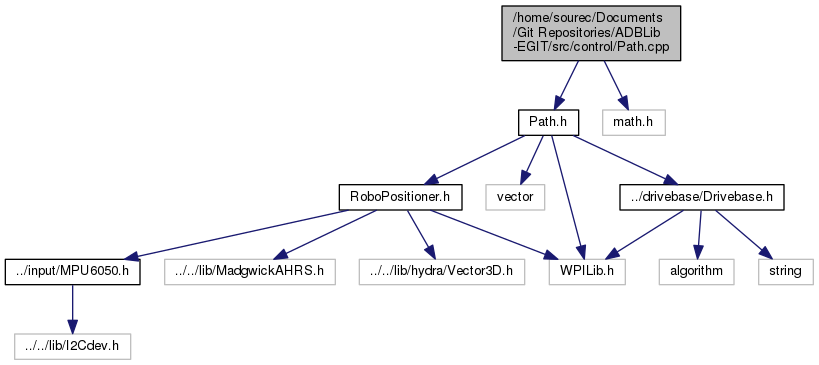 /home/sourec/Documents
/Git Repositories/ADBLib
-EGIT/src/control/Path.cpp
Path.h
math.h
RoboPositioner.h
vector
../drivebase/Drivebase.h
../input/MPU6050.h
../../lib/MadgwickAHRS.h
../../lib/hydra/Vector3D.h
WPILib.h
algorithm
string
../../lib/I2Cdev.h